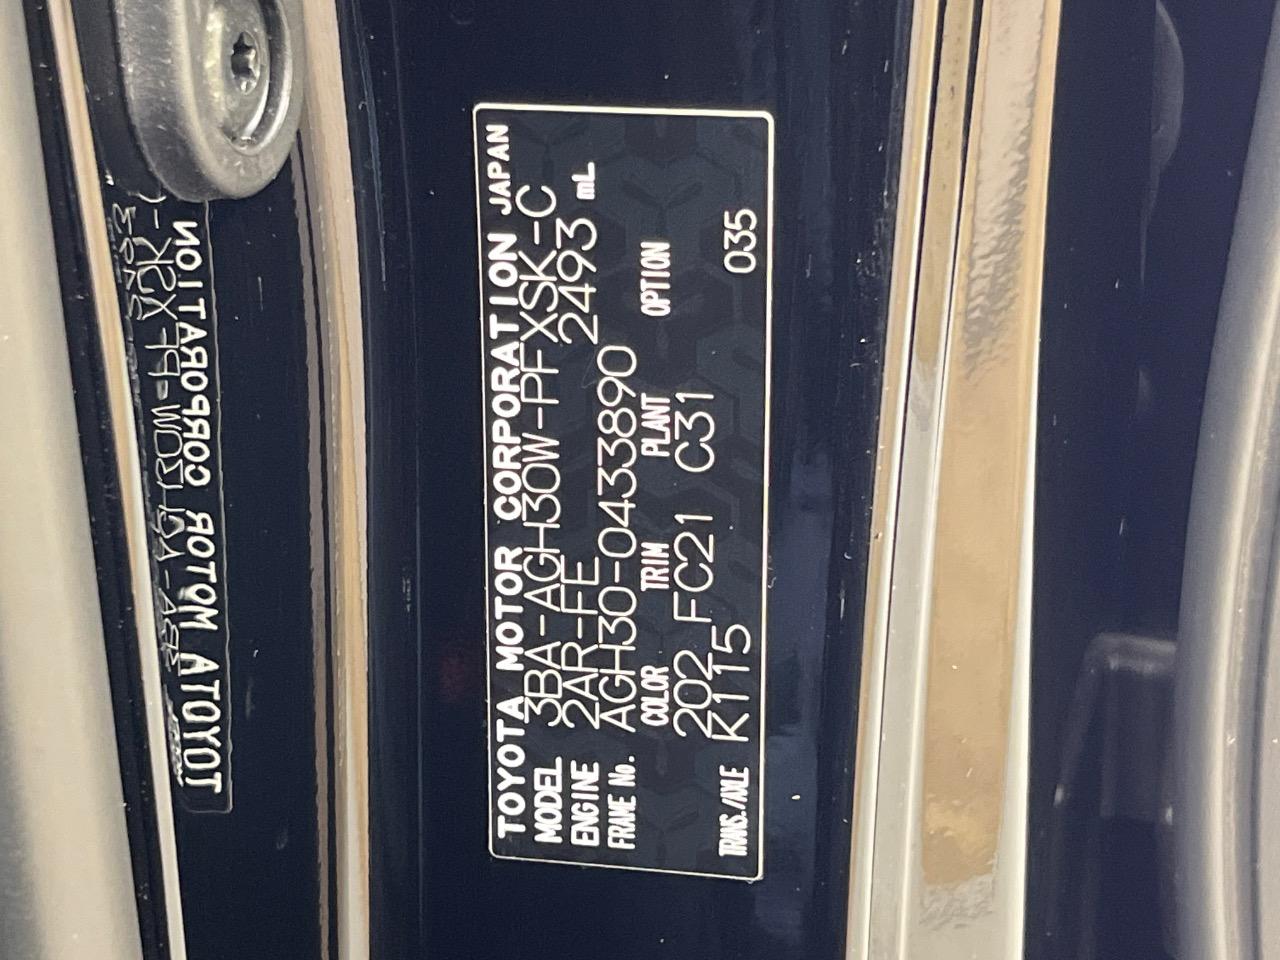 TOYOTA MOTOR CORPORATION JAPAN
MODEL 3BA-AGH30W-PFXSK-C
ENGINE 2AR-FE 2493 mL
FRAME No. AGH30-0433890
COLOR TRIM PLANT OPTION
202 FC21 C31
TRANS./AXLE K115 035
TOYOTA MOTOR CORPORATION